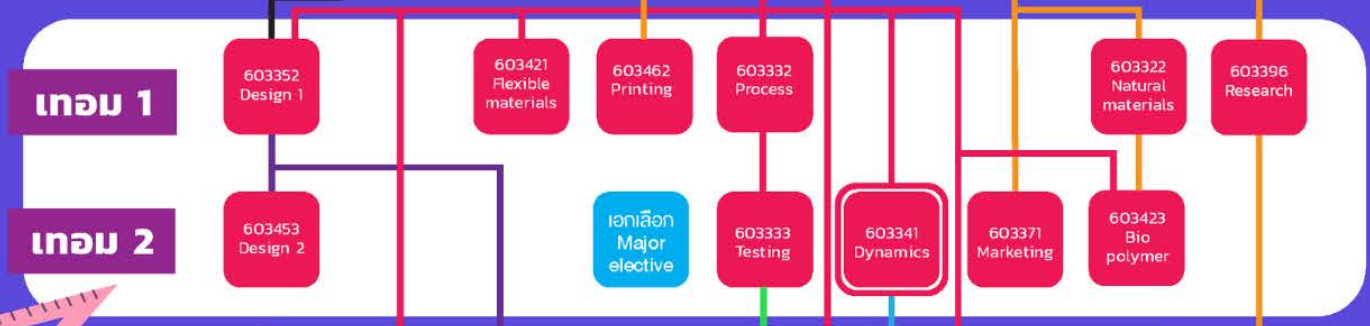 เทอม 1
603352
Design 1
603421
Flexible
materials
603462
Printing
603332
Process
603322
Natural
materials
603396
Research
เทอม 2
603453
Design 2
เอกเลือก
Major
elective
603333
Testing
603341
Dynamics
603371
Marketing
603423
Bio
polymer